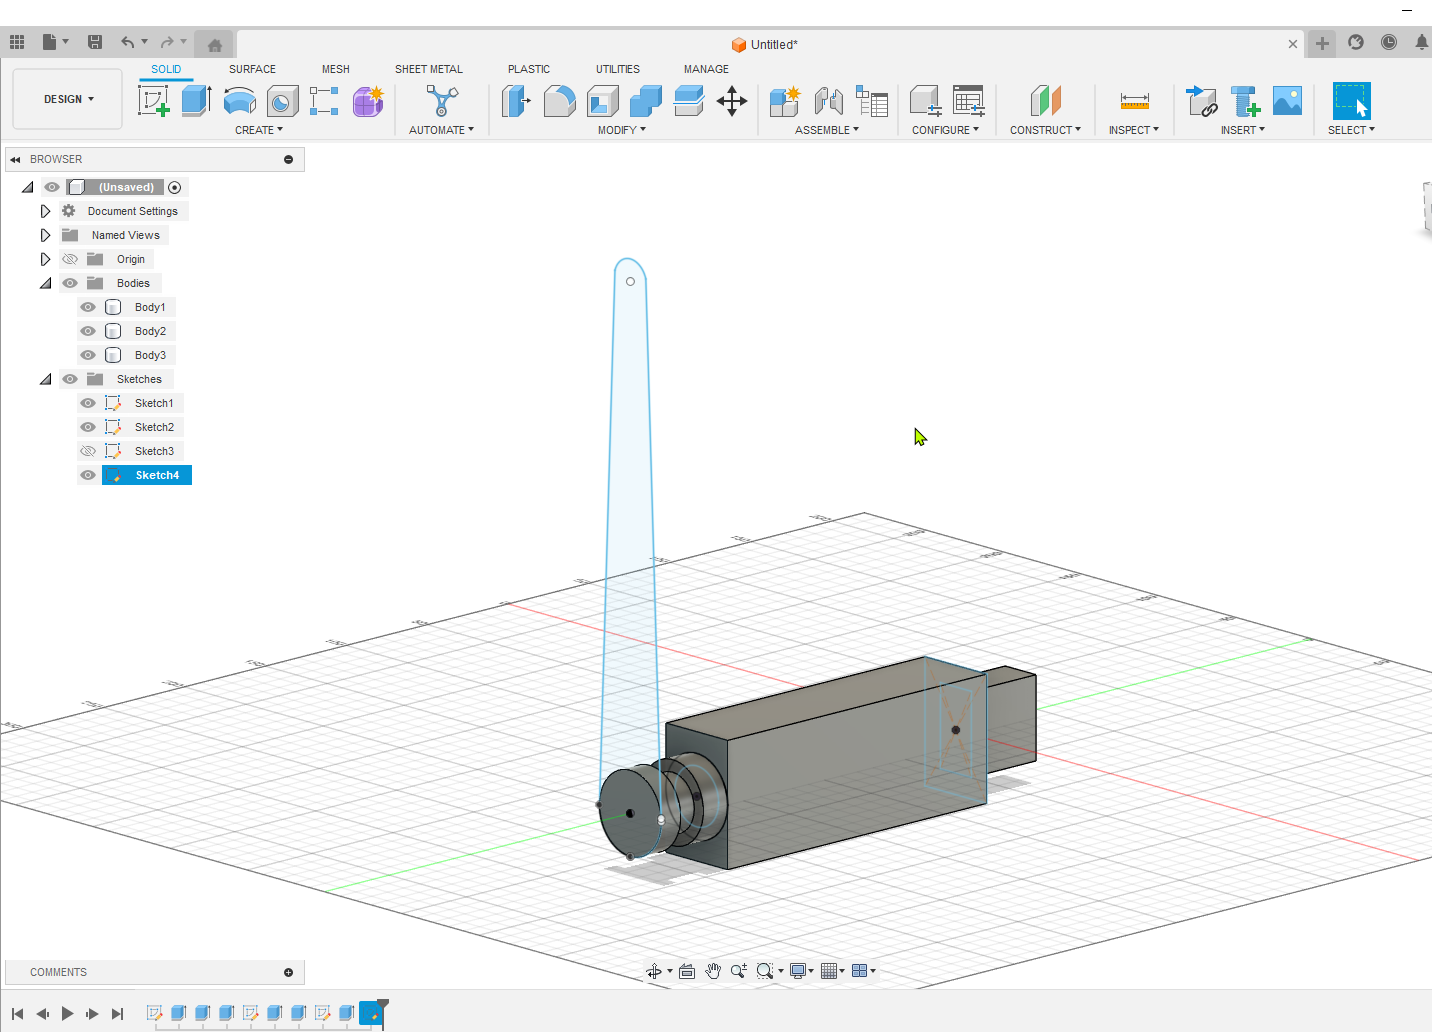 Untitled*
SOLID SURFACE MESH SHEET METAL PLASTIC UTILITIES MANAGE
DESIGN
CREATE AUTOMATE MODIFY ASSEMBLE CONFIGURE CONSTRUCT INSPECT INSERT SELECT
BROWSER
(Unsaved)
Document Settings
Named Views
Origin
Bodies
Body1
Body2
Body3
Sketches
Sketch1
Sketch2
Sketch3
Sketch4
COMMENTS